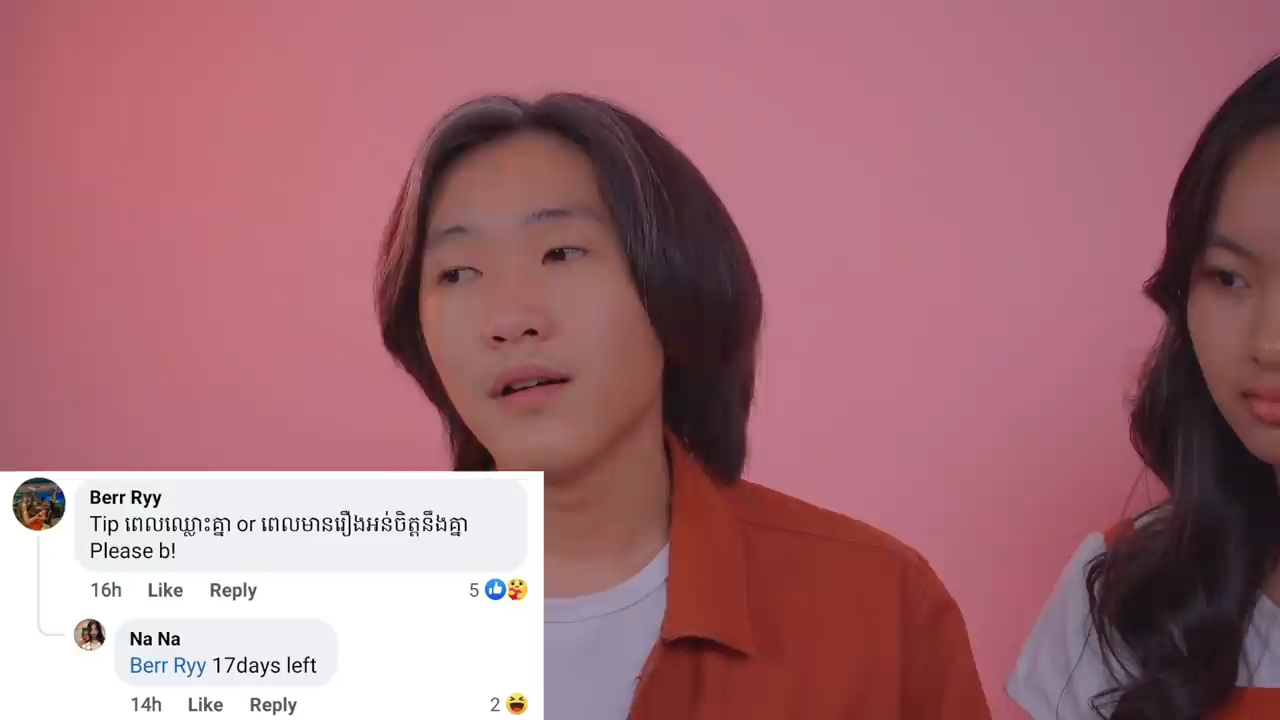 Berr Ryy
Tip ពេលឈ្លោះគ្នា or ពេលមានរឿងអន់ចិត្តនឹងគ្នា
Please b!
16h Like Reply 5
Na Na
Berr Ryy 17days left
14h Like Reply 2